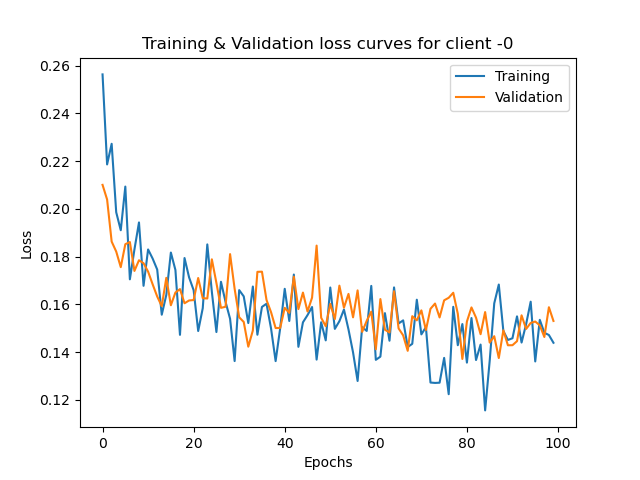 Training & Validation loss curves for client -0
Training
Validation
Loss
0.26
0.24
0.22
0.20
0.18
0.16
0.14
0.12
0
20
40
60
80
100
Epochs